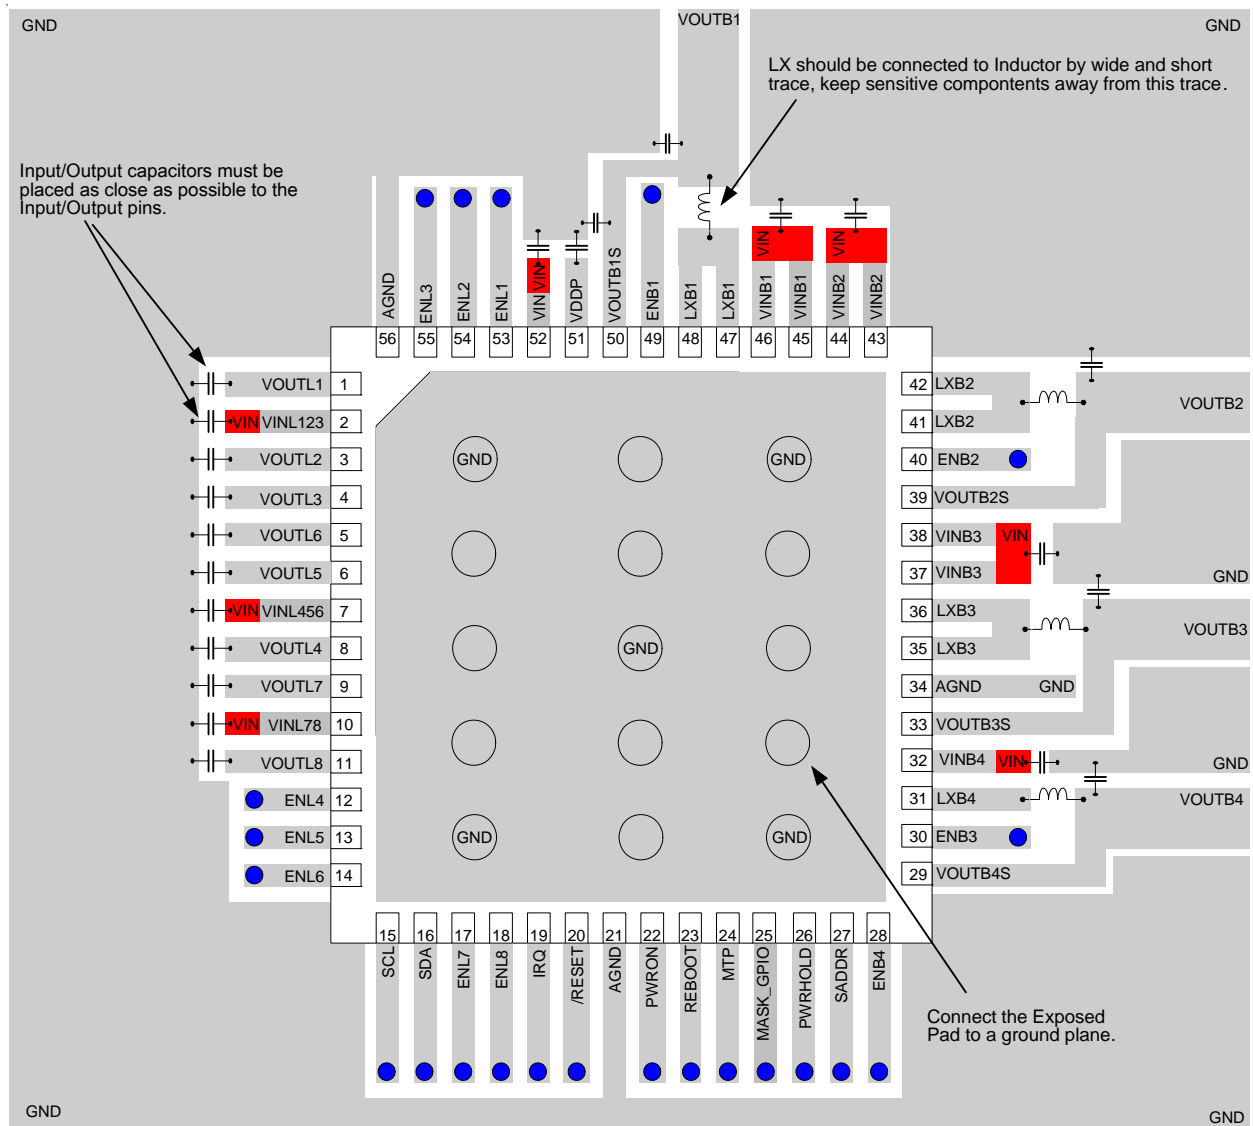 GND
VOUTB1
GND
LX should be connected to Inductor by wide and short
trace, keep sensitive compontents away from this trace.
Input/Output capacitors must be
placed as close as possible to the
Input/Output pins.
AGND
ENL3
ENL2
ENL1
VIN VIN
VDDP
VOUTB1S
ENB1
LXB1
LXB1
VIN
VINB1
VINB1
VIN
VINB2
VINB2
56 55 54 53 52 51 50 49 48 47 46 45 44 43
VOUTL1 1
VIN VINL123 2
VOUTL2 3
VOUTL3 4
VOUTL6 5
VOUTL5 6
VIN VINL456 7
VOUTL4 8
VOUTL7 9
VIN VINL78 10
VOUTL8 11
ENL4 12
ENL5 13
ENL6 14
GND
GND
GND
GND
GND
42 LXB2
VOUTB2
41 LXB2
40 ENB2
39 VOUTB2S
38 VINB3 VIN
37 VINB3
GND
36 LXB3
VOUTB3
35 LXB3
34 AGND GND
33 VOUTB3S
32 VINB4 VIN
GND
31 LXB4
VOUTB4
30 ENB3
29 VOUTB4S
15 16 17 18 19 20 21 22 23 24 25 26 27 28
SCL
SDA
ENL7
ENL8
IRQ
/RESET
AGND
PWRON
REBOOT
MTP
MASK_GPIO
PWRHOLD
SADDR
ENB4
Connect the Exposed
Pad to a ground plane.
GND
GND